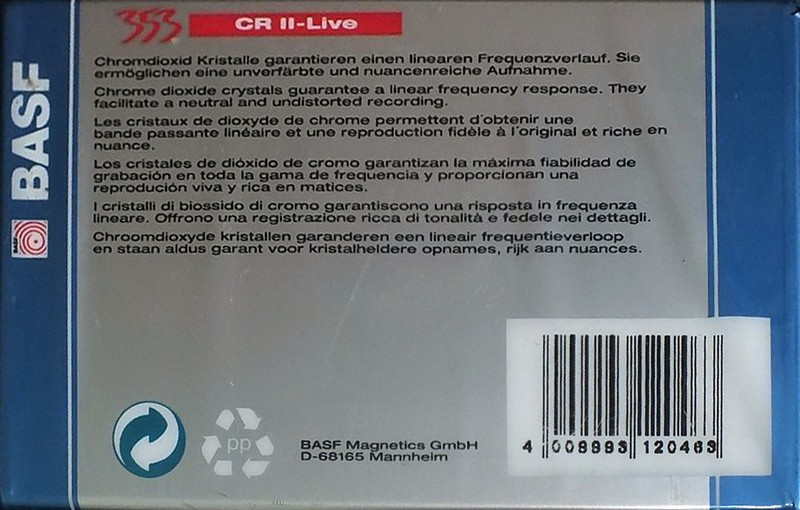 353 CR II-Live
Chromdioxid Kristalle garantieren einen linearen Frequenzverlauf. Sie
ermöglichen eine unverfärbte und nuancenreiche Aufnahme.
Chrome dioxide crystals guarantee a linear frequency response. They
facilitate a neutral and undistorted recording.
Les cristaux de dioxyde de chrome permettent d'obtenir une
bande passante linéaire et une reproduction fidèle à l'original et riche en
nuance.
Los cristales de dióxido de cromo garantizan la máxima fiabilidad de
grabación en toda la gama de frequencia y proporcionan una
reprodución viva y rica en matices.
I cristalli di biossido di cromo garantiscono una risposta in frequenza
lineare. Offrono una registrazione ricca di tonalità e fedele nei dettagli.
Chroomdioxyde kristallen garanderen een lineair frequentieverloop
en staan aldus garant voor kristalheldere opnames, rijk aan nuances.
BASF
BASF
pp
BASF Magnetics GmbH
D-68165 Mannheim
4 009993 120463